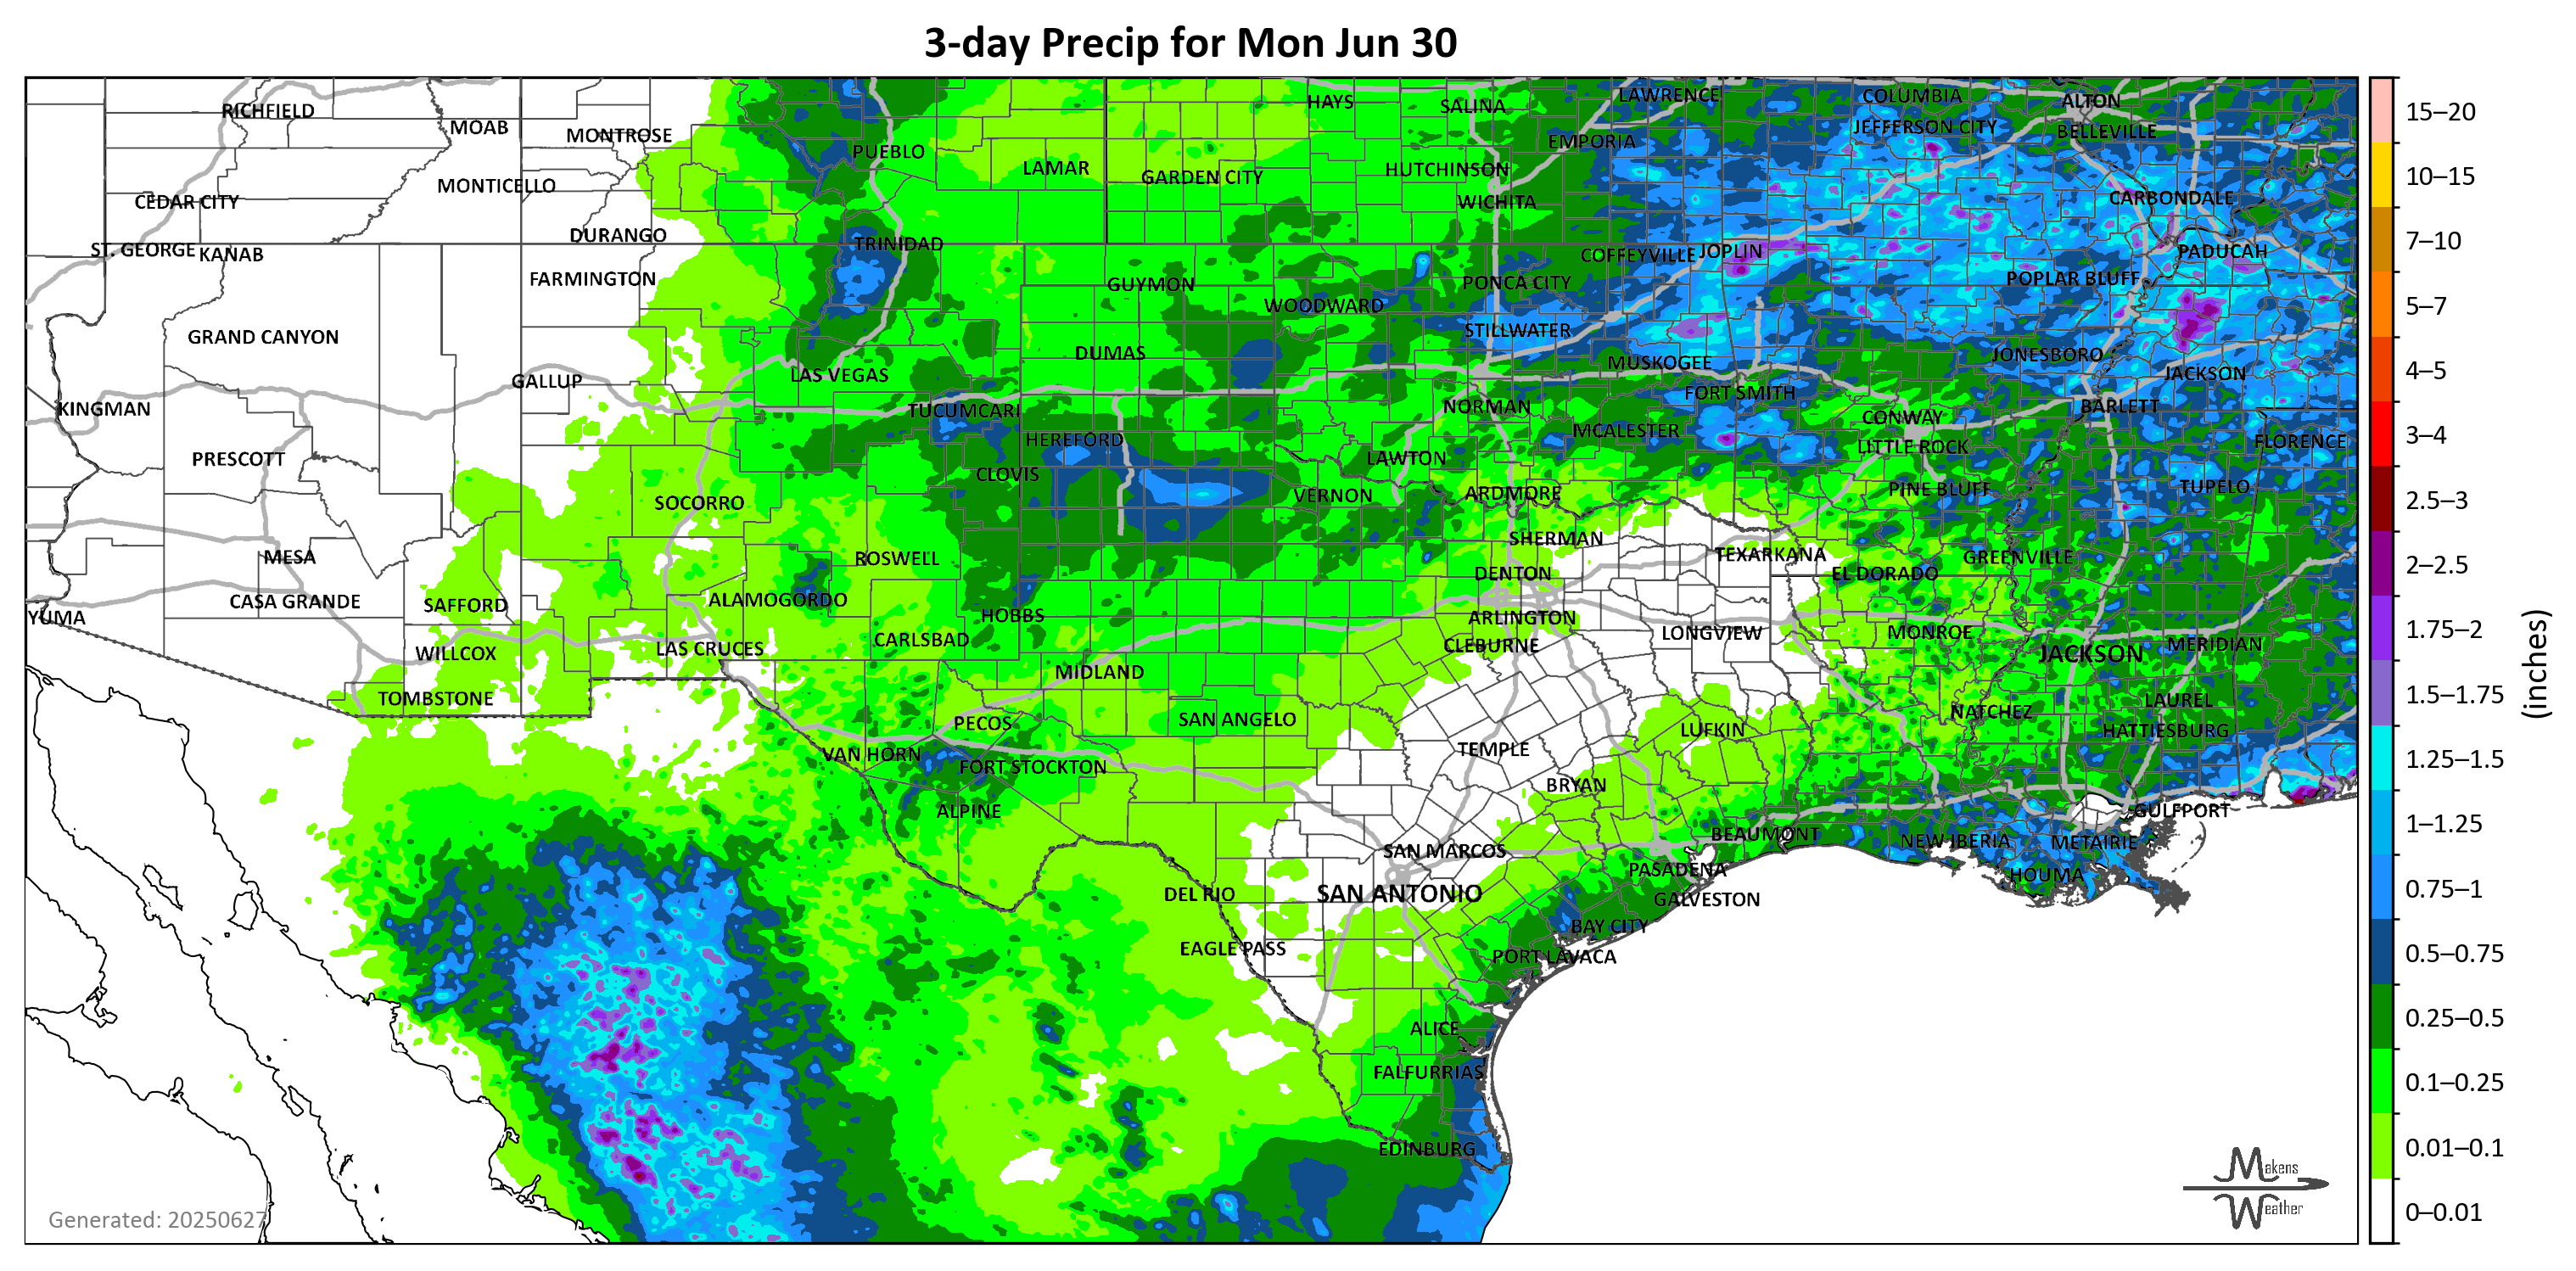 3-day Precip for Mon Jun 30
RICHFIELD
MOAB
MONTROSE
PUEBLO
LAMAR
GARDEN CITY
HAYS
SALINA
HUTCHINSON
WICHITA
EMPORIA
LAWRENCE
COLUMBIA
JEFFERSON CITY
ALTON
BELLEVILLE
CEDAR CITY
MONTICELLO
CARBONDALE
ST. GEORGE
KANAB
DURANGO
TRINIDAD
COFFEYVILLE
JOPLIN
PADUCAH
FARMINGTON
GUYMON
WOODWARD
PONCA CITY
POPLAR BLUFF
GRAND CANYON
DUMAS
STILLWATER
MUSKOGEE
JONESBORO
JACKSON
KINGMAN
GALLUP
LAS VEGAS
TUCUMCARI
NORMAN
FORT SMITH
CONWAY
BARLETT
PRESCOTT
HEREFORD
CLOVIS
LAWTON
MCALESTER
LITTLE ROCK
FLORENCE
SOCORRO
VERNON
ARDMORE
PINE BLUFF
TUPELO
MESA
ROSWELL
SHERMAN
TEXARKANA
GREENVILLE
YUMA
CASA GRANDE
SAFFORD
ALAMOGORDO
HOBBS
DENTON
ARLINGTON
EL DORADO
WILLCOX
LAS CRUCES
CARLSBAD
CLEBURNE
LONGVIEW
MONROE
JACKSON
MERIDIAN
TOMBSTONE
MIDLAND
PECOS
SAN ANGELO
LUFKIN
NATCHEZ
LAUREL
HATTIESBURG
VAN HORN
FORT STOCKTON
TEMPLE
BRYAN
ALPINE
GULFPORT
SAN MARCOS
BEAUMONT
NEW IBERIA
METAIRIE
DEL RIO
SAN ANTONIO
PASADENA
GALVESTON
HOUMA
EAGLE PASS
BAY CITY
PORT LAVACA
ALICE
FALFURRIAS
EDINBURG
Generated: 20250627
Makens
Weather
15–20
10–15
7–10
5–7
4–5
3–4
2.5–3
2–2.5
1.75–2
1.5–1.75
1.25–1.5
1–1.25
0.75–1
0.5–0.75
0.25–0.5
0.1–0.25
0.01–0.1
0–0.01
(inches)